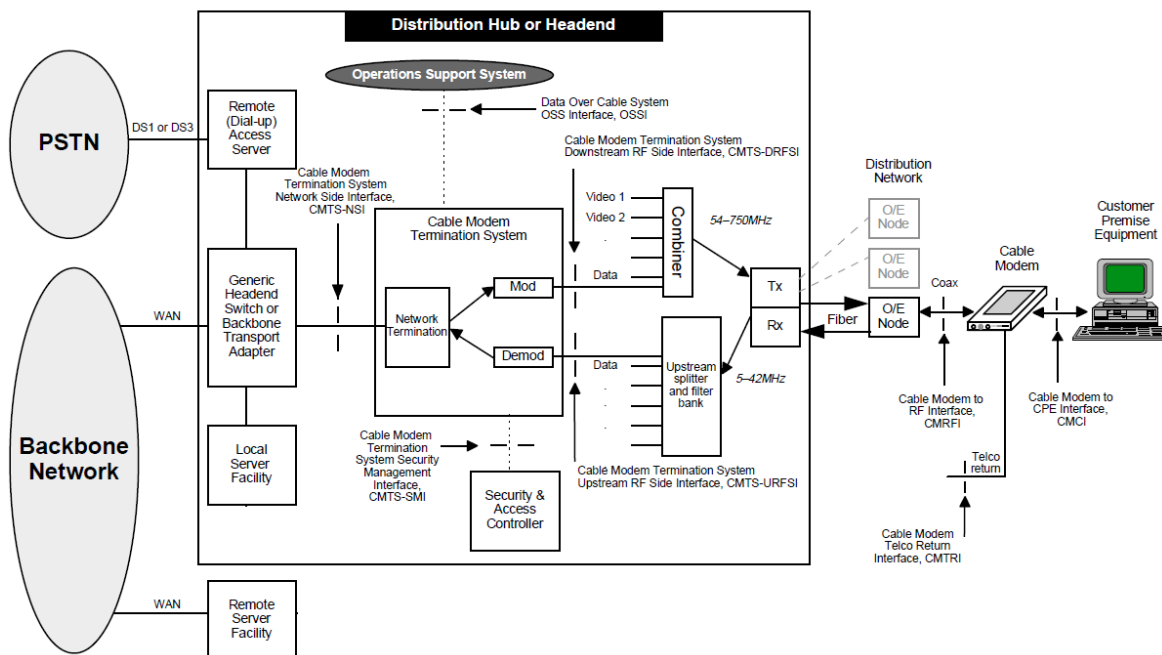 Distribution Hub or Headend
Operations Support System
PSTN
DS1 or DS3
Remote
(Dial-up)
Access
Server
Data Over Cable System
OSS Interface, OSSI
Cable Modem Termination System
Downstream RF Side Interface, CMTS-DRFSI
Cable Modem
Termination System
Network Side Interface,
CMTS-NSI
Cable Modem
Termination System
Video 1
Video 2
.
.
Data
Combiner
54–750MHz
Distribution
Network
O/E
Node
O/E
Node
O/E
Node
Customer
Premise
Equipment
Cable
Modem
Coax
Tx
Rx
Fiber
Generic
Headend
Switch or
Backbone
Transport
Adapter
WAN
Network
Termination
Mod
Demod
Data
.
.
.
.
Upstream
splitter
and filter
bank
5–42MHz
Cable Modem to
RF Interface,
CMRFI
Cable Modem to
CPE Interface,
CMCI
Backbone
Network
Local
Server
Facility
Cable Modem
Termination
System Security
Management
Interface,
CMTS-SMI
Security &
Access
Controller
Cable Modem Termination System
Upstream RF Side Interface, CMTS-URFSI
Telco
return
Cable Modem
Telco Return
Interface, CMTRI
WAN
Remote
Server
Facility